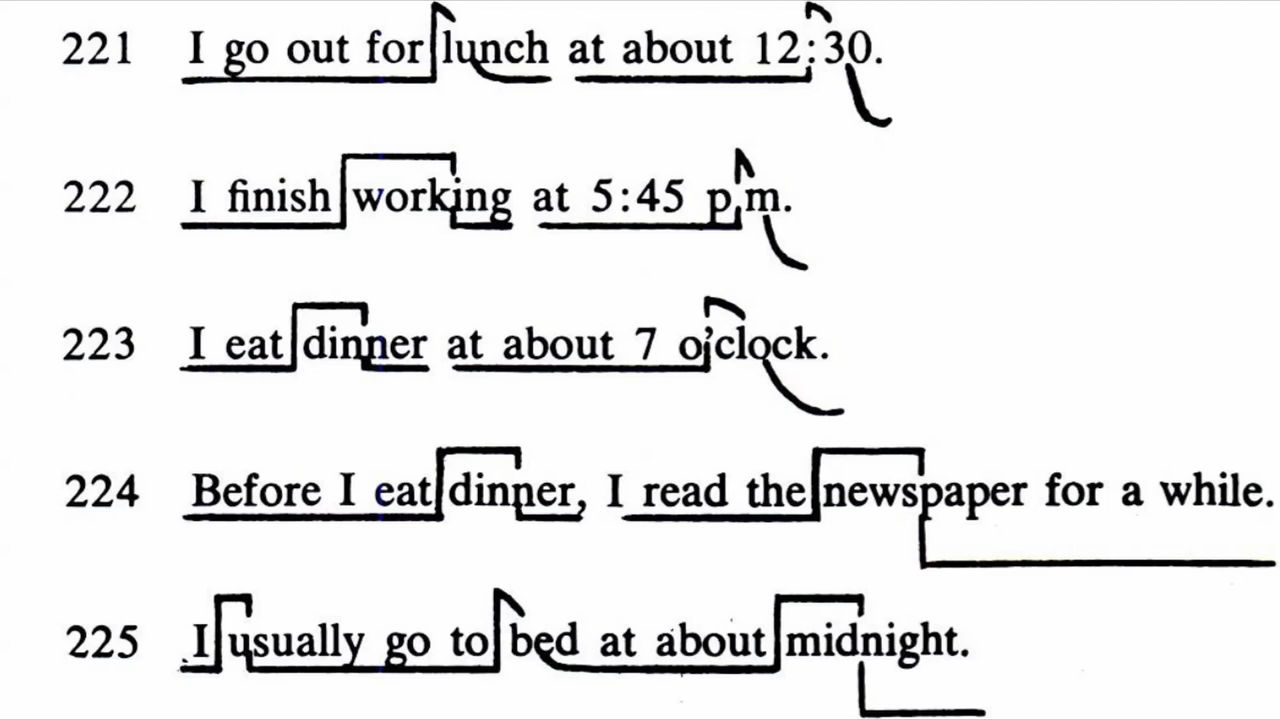 221 I go out for lunch at about 12:30.
222 I finish working at 5:45 p.m.
223 I eat dinner at about 7 o'clock.
224 Before I eat dinner, I read the newspaper for a while.
225 I usually go to bed at about midnight.